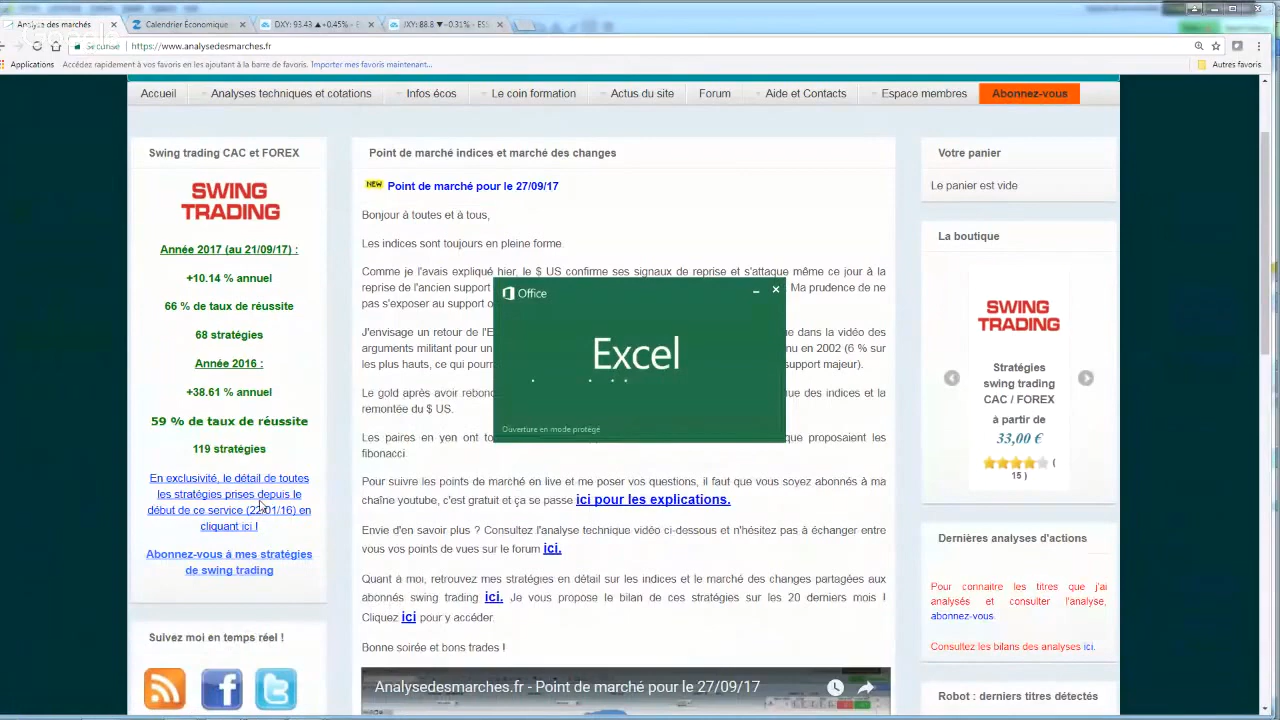 Analyse des marchés
Calendrier Économique
DXY: 93.43 ▲+0.45%
JXY: 88.8 ▼−0.31%
Sécurisé
https://www.analysedesmarches.fr
Applications
Accédez rapidement à vos favoris en les ajoutant à la barre de favoris. Importer mes favoris maintenant...
Autres favoris
Accueil
Analyses techniques et cotations
Infos écos
Le coin formation
Actus du site
Forum
Aide et Contacts
Espace membres
Abonnez-vous
Swing trading CAC et FOREX
SWING
TRADING
Année 2017 (au 21/09/17) :
+10.14 % annuel
66 % de taux de réussite
68 stratégies
Année 2016 :
+38.61 % annuel
59 % de taux de réussite
119 stratégies
En exclusivité, le détail de toutes
les stratégies prises depuis le
début de ce service (22/01/16) en
cliquant ici !
Abonnez-vous à mes stratégies
de swing trading
Suivez moi en temps réel !
Point de marché indices et marché des changes
NEW Point de marché pour le 27/09/17
Bonjour à toutes et à tous,
Les indices sont toujours en pleine forme.
Comme je l'avais expliqué hier, le $ US confirme ses signaux de reprise et s'attaque même ce jour à la
reprise de l'ancien support
Ma prudence de ne
pas s'exposer au support o
J'envisage un retour de l'E
que dans la vidéo des
arguments militant pour un
nu en 2002 (6 % sur
les plus hauts, ce qui pourr
support majeur).
Le gold après avoir rebond
nue des indices et la
remontée du $ US.
Les paires en yen ont to
que proposaient les
fibonacci.
Office
Excel
Ouverture en mode protégé
Pour suivre les points de marché en live et me poser vos questions, il faut que vous soyez abonnés à ma
chaîne youtube, c'est gratuit et ça se passe ici pour les explications.
Envie d'en savoir plus ? Consultez l'analyse technique vidéo ci-dessous et n'hésitez pas à échanger entre
vous vos points de vues sur le forum ici.
Quant à moi, retrouvez mes stratégies en détail sur les indices et le marché des changes partagées aux
abonnés swing trading ici. Je vous propose le bilan de ces stratégies sur les 20 derniers mois !
Cliquez ici pour y accéder.
Bonne soirée et bons trades !
Analysedesmarches.fr - Point de marché pour le 27/09/17
Votre panier
Le panier est vide
La boutique
SWING
TRADING
Stratégies
swing trading
CAC / FOREX
à partir de
33,00 €
(
15 )
Dernières analyses d'actions
Pour connaitre les titres que j'ai
analysés et consulter l'analyse,
abonnez-vous.
Consultez les bilans des analyses ici.
Robot : derniers titres détectés